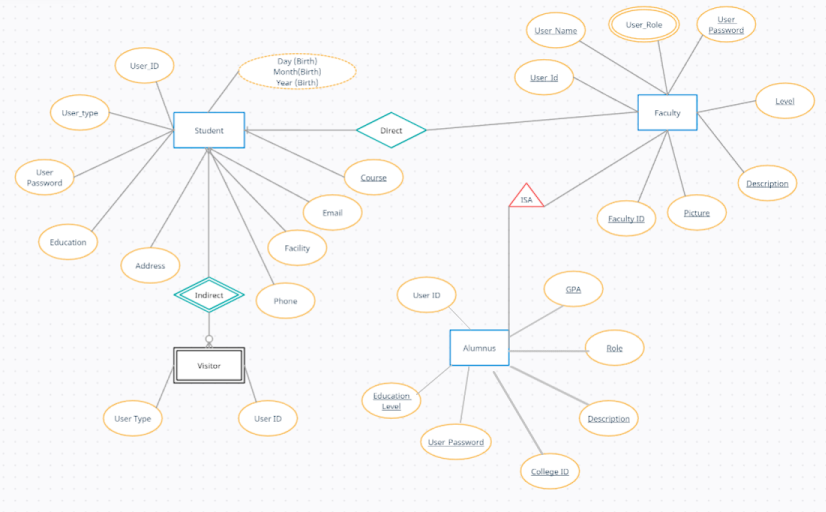 User_Name
User_Role
User
Password
User_ID
Day (Birth)
Month(Birth)
Year (Birth)
User_Id
Level
User_type
Faculty
Student
Direct
User
Password
Course
Description
ISA
Email
Faculty ID
Picture
Education
Facility
Address
Indirect
Phone
User ID
GPA
Alumnus
Role
Visitor
Education
Level
User Type
User ID
Description
User_Password
College ID